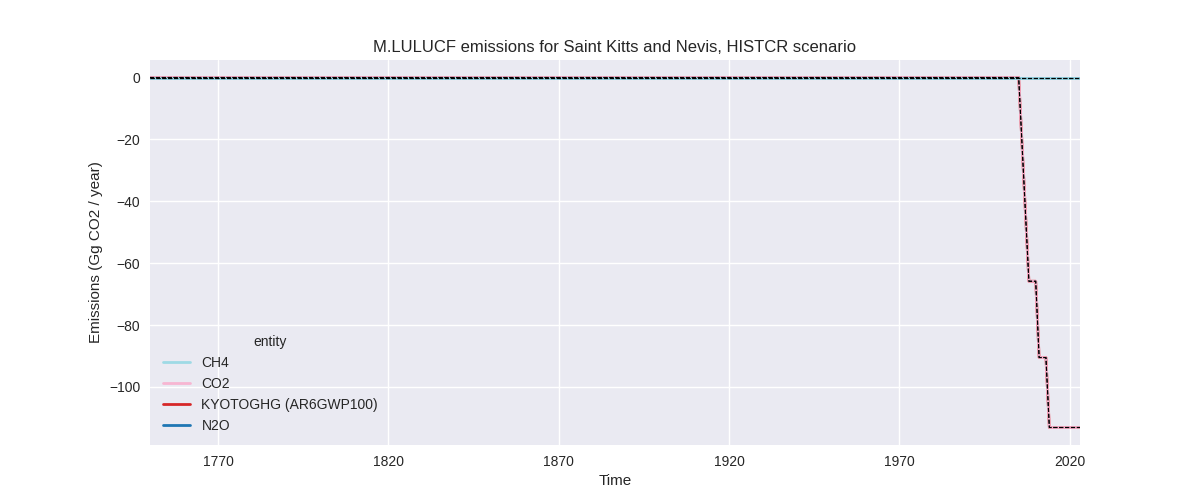 M.LULUCF emissions for Saint Kitts and Nevis, HISTCR scenario
Emissions (Gg CO2 / year)
0
−20
−40
−60
−80
−100
entity
CH4
CO2
KYOTOGHG (AR6GWP100)
N2O
1770 1820 1870 1920 1970 2020
Time